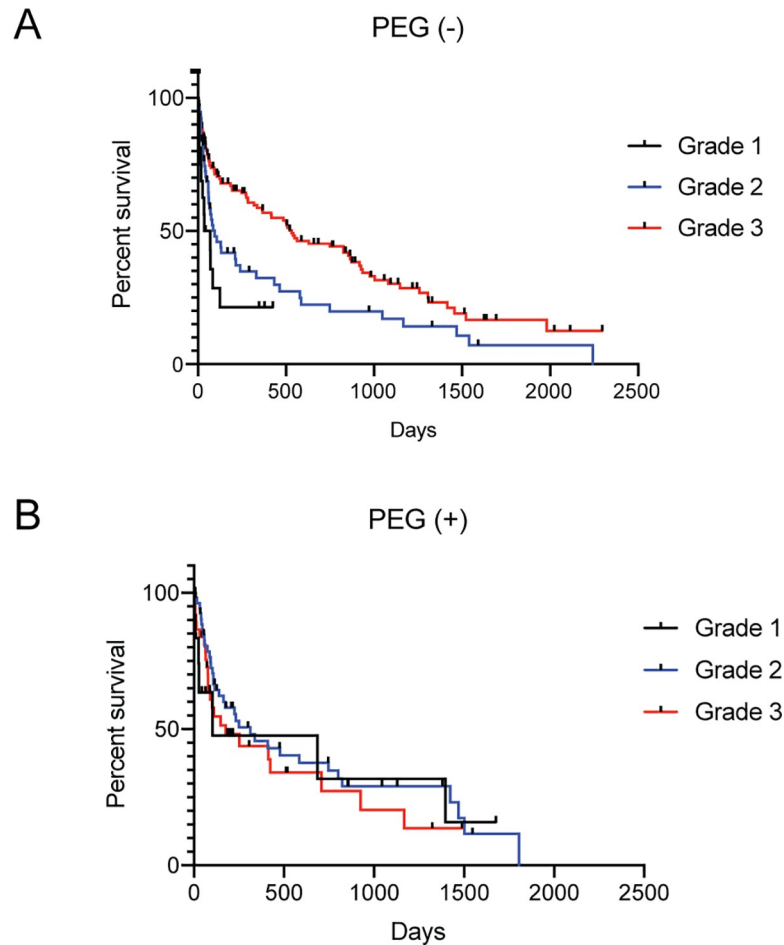 A
PEG (-)
Percent survival
100
50
0
0 500 1000 1500 2000 2500
Days
Grade 1
Grade 2
Grade 3
B
PEG (+)
Percent survival
100
50
0
0 500 1000 1500 2000 2500
Days
Grade 1
Grade 2
Grade 3